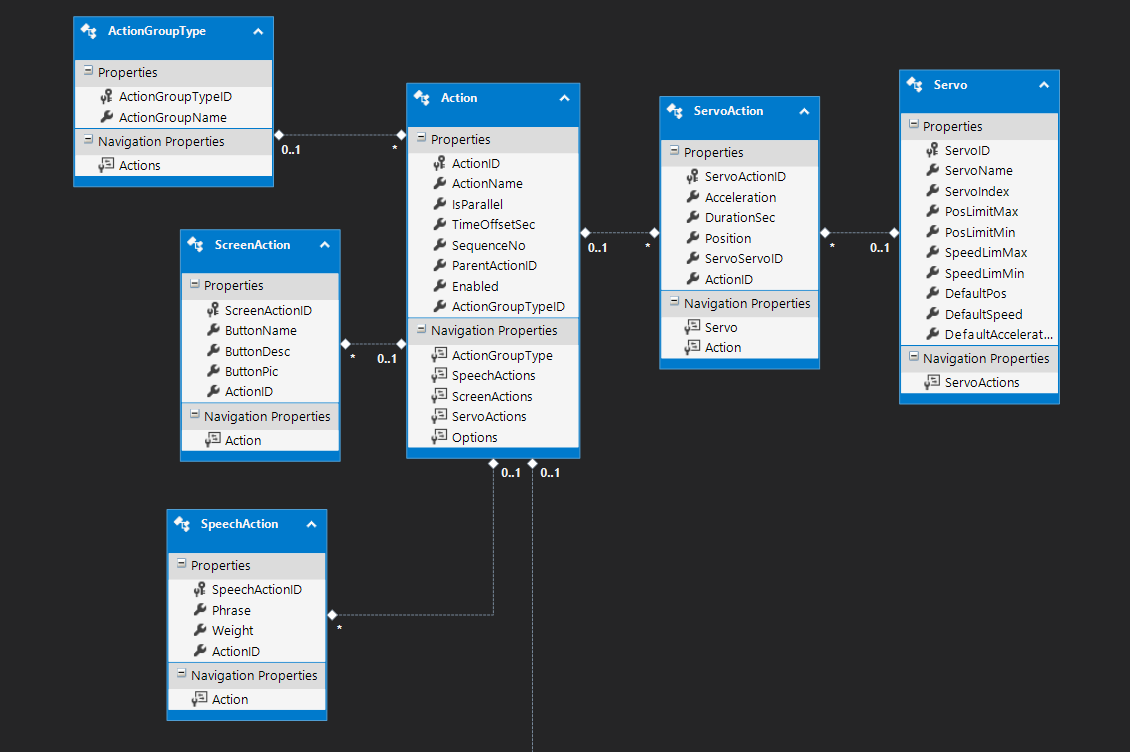 ActionGroupType
Properties
ActionGroupTypeID
ActionGroupName
Navigation Properties
Actions
0..1
*
Action
Properties
ActionID
ActionName
IsParallel
TimeOffsetSec
SequenceNo
ParentActionID
Enabled
ActionGroupTypeID
Navigation Properties
ActionGroupType
SpeechActions
ScreenActions
ServoActions
Options
0..1
*
ServoAction
Properties
ServoActionID
Acceleration
DurationSec
Position
ServoServoID
ActionID
Navigation Properties
Servo
Action
*
0..1
Servo
Properties
ServoID
ServoName
ServoIndex
PosLimitMax
PosLimitMin
SpeedLimMax
SpeedLimMin
DefaultPos
DefaultSpeed
DefaultAccelerat...
Navigation Properties
ServoActions
ScreenAction
Properties
ScreenActionID
ButtonName
ButtonDesc
ButtonPic
ActionID
Navigation Properties
Action
*
0..1
0..1
0..1
SpeechAction
Properties
SpeechActionID
Phrase
Weight
ActionID
Navigation Properties
Action
*